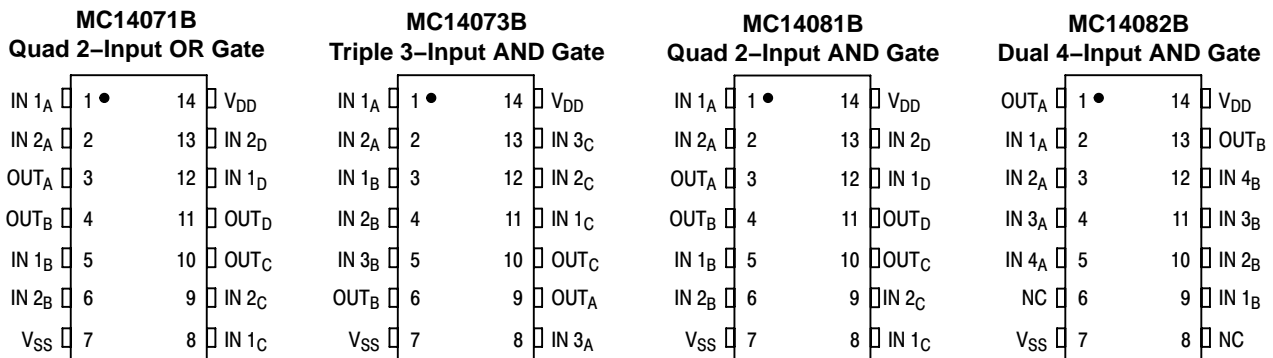 MC14071B
Quad 2–Input OR Gate
IN 1A 1 14 VDD
IN 2A 2 13 IN 2D
OUTA 3 12 IN 1D
OUTB 4 11 OUTD
IN 1B 5 10 OUTC
IN 2B 6 9 IN 2C
VSS 7 8 IN 1C
MC14073B
Triple 3–Input AND Gate
IN 1A 1 14 VDD
IN 2A 2 13 IN 3C
IN 1B 3 12 IN 2C
IN 2B 4 11 IN 1C
IN 3B 5 10 OUTC
OUTB 6 9 OUTA
VSS 7 8 IN 3A
MC14081B
Quad 2–Input AND Gate
IN 1A 1 14 VDD
IN 2A 2 13 IN 2D
OUTA 3 12 IN 1D
OUTB 4 11 OUTD
IN 1B 5 10 OUTC
IN 2B 6 9 IN 2C
VSS 7 8 IN 1C
MC14082B
Dual 4–Input AND Gate
OUTA 1 14 VDD
IN 1A 2 13 OUTB
IN 2A 3 12 IN 4B
IN 3A 4 11 IN 3B
IN 4A 5 10 IN 2B
NC 6 9 IN 1B
VSS 7 8 NC